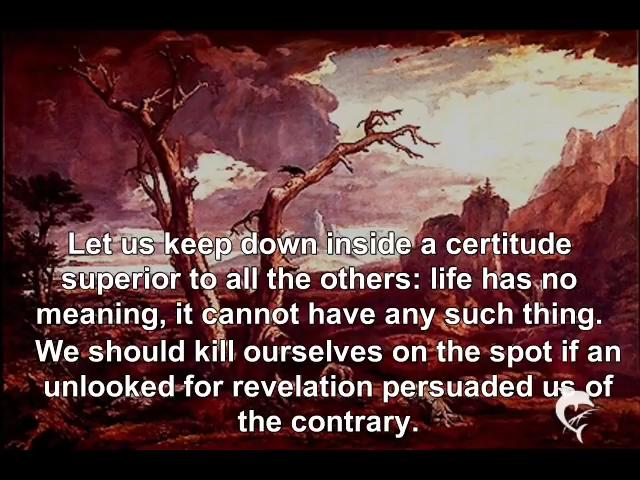 Let us keep down inside a certitude
superior to all the others: life has no
meaning, it cannot have any such thing.
We should kill ourselves on the spot if an
unlooked for revelation persuaded us of
the contrary.